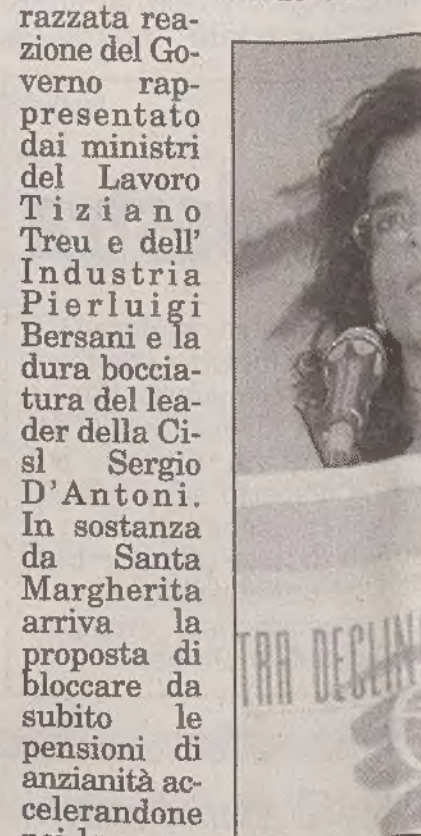 razzata rea-
zione del Go-
verno rap-
presentato
dai ministri
del Lavoro
Tiziano
Treu e dell'
Industria
Pierluigi
Bersani e la
dura boccia-
tura del lea-
der della Ci-
sl Sergio
D'Antoni.
In sostanza
da Santa
Margherita
arriva la
proposta di
bloccare da
subito le
pensioni di
anzianità ac-
celerandone
TRA DECLIN